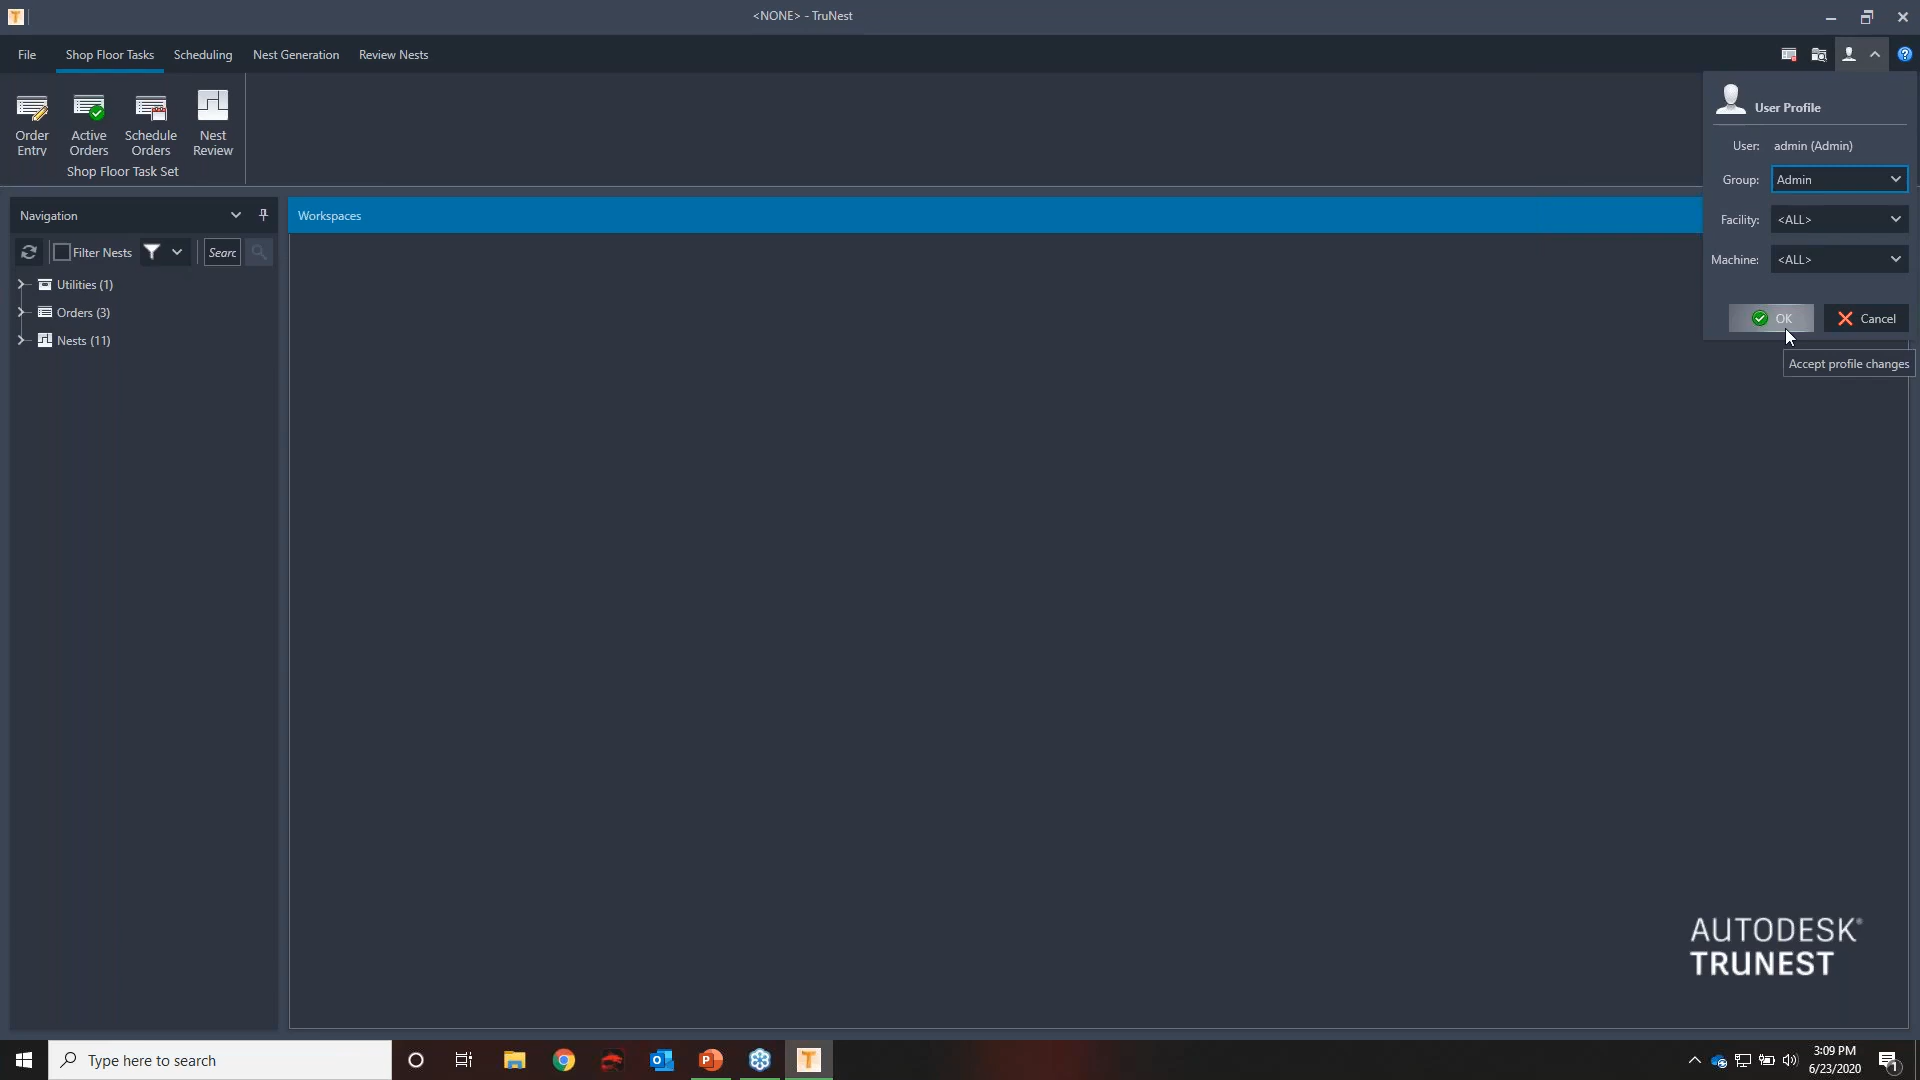 <NONE> - TruNest
File
Shop Floor Tasks
Scheduling
Nest Generation
Review Nests
Order
Entry
Active
Orders
Schedule
Orders
Nest
Review
Shop Floor Task Set
User Profile
User: admin (Admin)
Group: Admin
Facility: <ALL>
Machine: <ALL>
OK
Cancel
Accept profile changes
Navigation
Filter Nests
Searc
Utilities (1)
Orders (3)
Nests (11)
Workspaces
AUTODESK®
TRUNEST
Type here to search
3:09 PM
6/23/2020
1